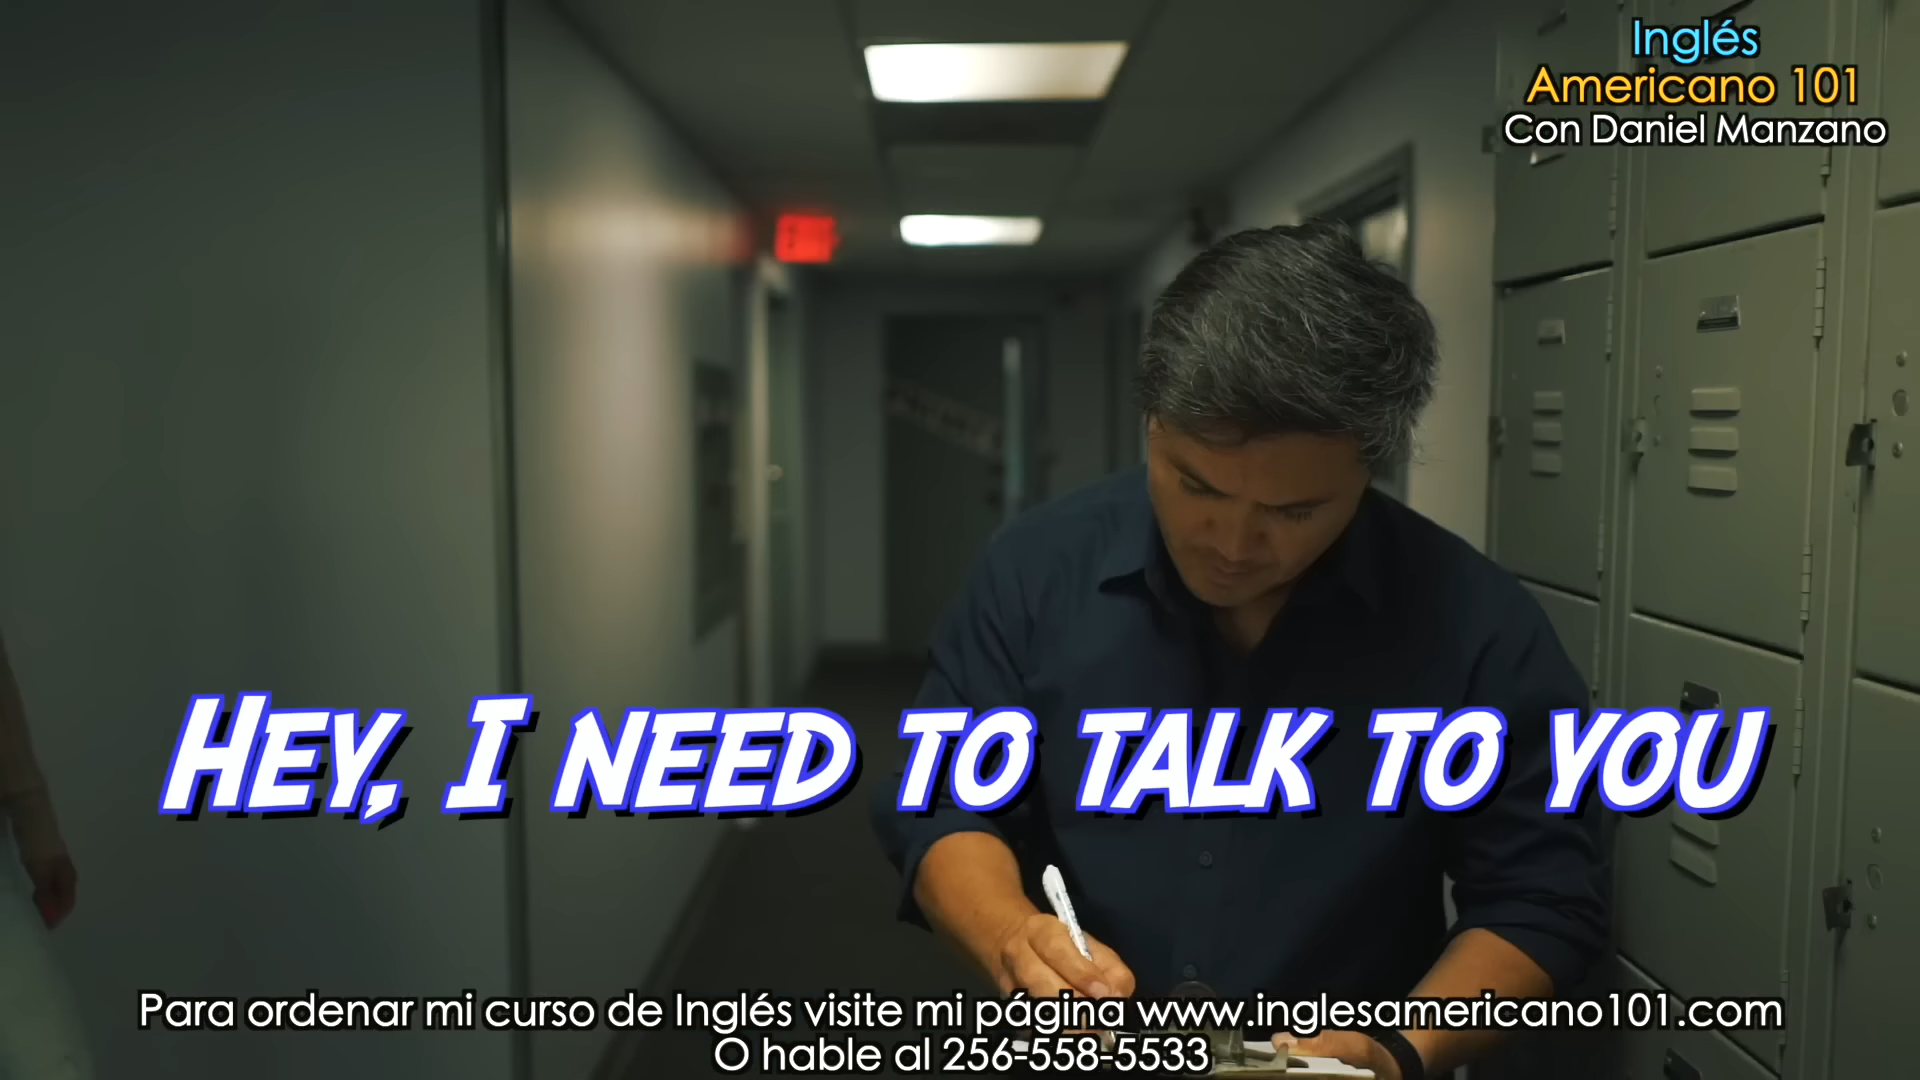 Inglés
Americano 101
Con Daniel Manzano
HEY, I NEED TO TALK TO YOU
Para ordenar mi curso de Inglés visite mi página www.inglesamericano101.com
O hable al 256-558-5533